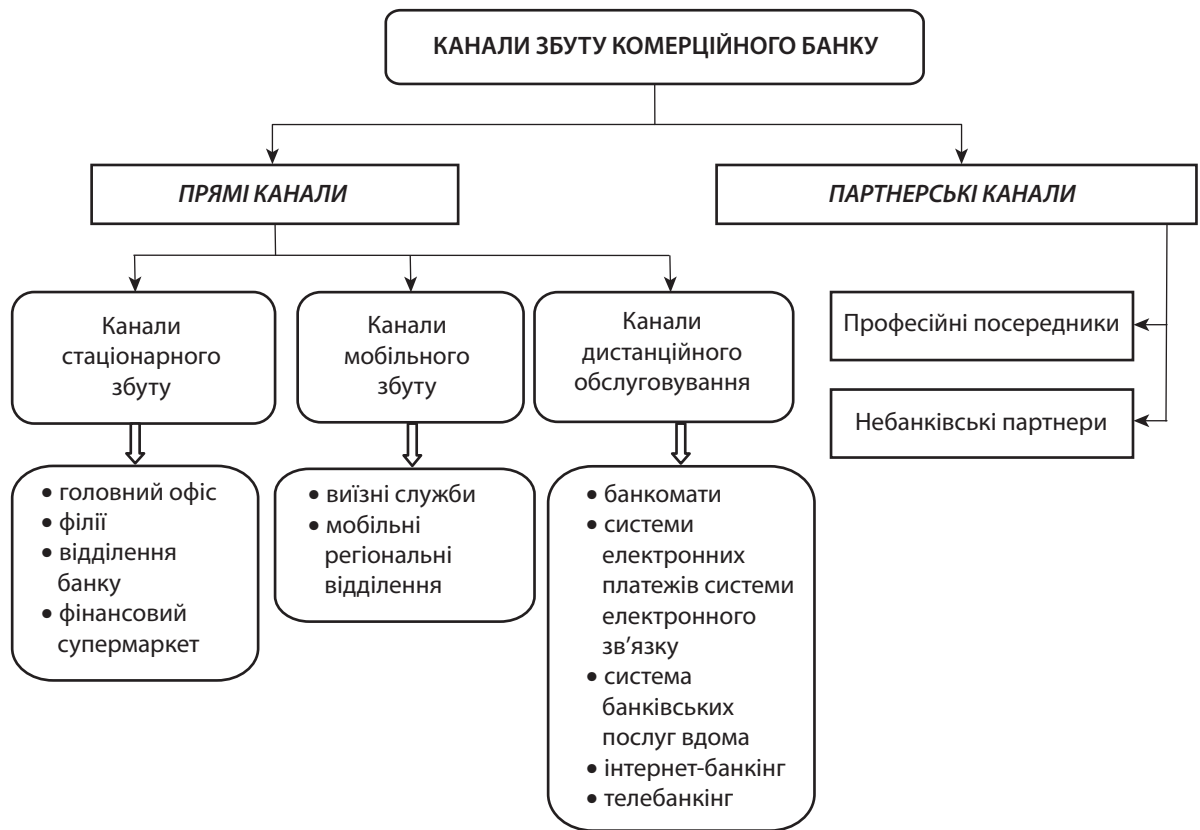 КАНАЛИ ЗБУТУ КОМЕРЦІЙНОГО БАНКУ
ПРЯМІ КАНАЛИ
ПАРТНЕРСЬКІ КАНАЛИ
Канали
стаціонарного
збуту
Канали
мобільного
збуту
Канали
дистанційного
обслуговування
Професійні посередники
Небанківські партнери
• головний офіс
• філії
• відділення
банку
• фінансовий
супермаркет
• виїзні служби
• мобільні
регіональні
відділення
• банкомати
• системи
електронних
платежів системи
електронного
зв'язку
• система
банківських
послуг вдома
• інтернет-банкінг
• телебанкінг